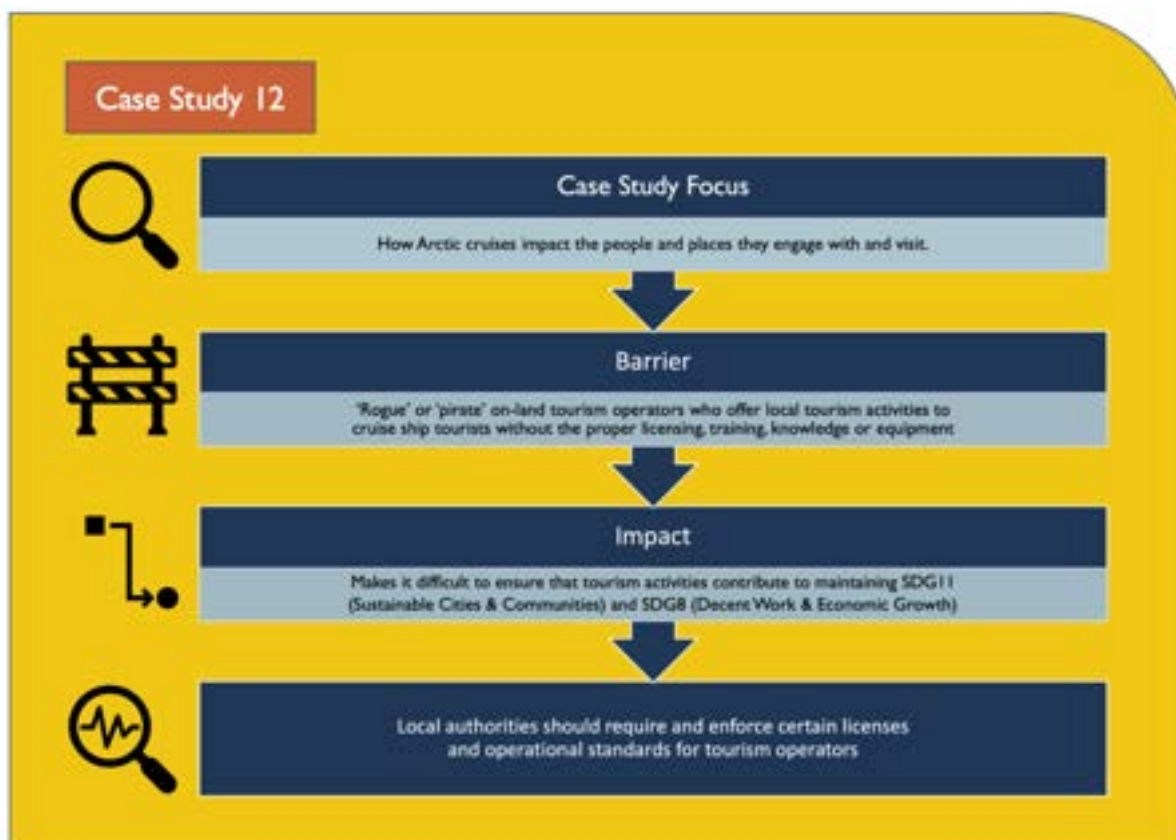 Case Study 12
Case Study Focus
How Arctic cruises impact the people and places they engage with and visit.
Barrier
'Rogue' or 'pirate' on-land tourism operators who offer local tourism activities to
cruise ship tourists without the proper licensing, training, knowledge or equipment
Impact
Makes it difficult to ensure that tourism activities contribute to maintaining SDG11
(Sustainable Cities & Communities) and SDG8 (Decent Work & Economic Growth)
Local authorities should require and enforce certain licenses
and operational standards for tourism operators